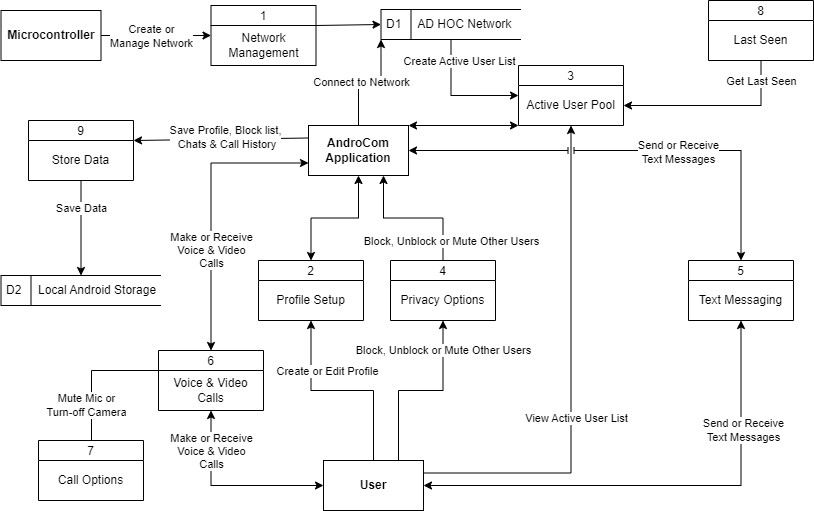 1
Network
Management
Microcontroller
Create or
Manage Network
D1
AD HOC Network
8
Last Seen
Create Active User List
3
Active User Pool
Get Last Seen
Connect to Network
9
Store Data
Save Profile, Block list,
Chats & Call History
AndroCom
Application
Send or Receive
Text Messages
Save Data
Make or Receive
Voice & Video
Calls
Block, Unblock or Mute Other Users
D2
Local Android Storage
2
Profile Setup
4
Privacy Options
5
Text Messaging
6
Voice & Video
Calls
Create or Edit Profile
Block, Unblock or Mute Other Users
Mute Mic or
Turn-off Camera
View Active User List
Send or Receive
Text Messages
7
Call Options
Make or Receive
Voice & Video
Calls
User